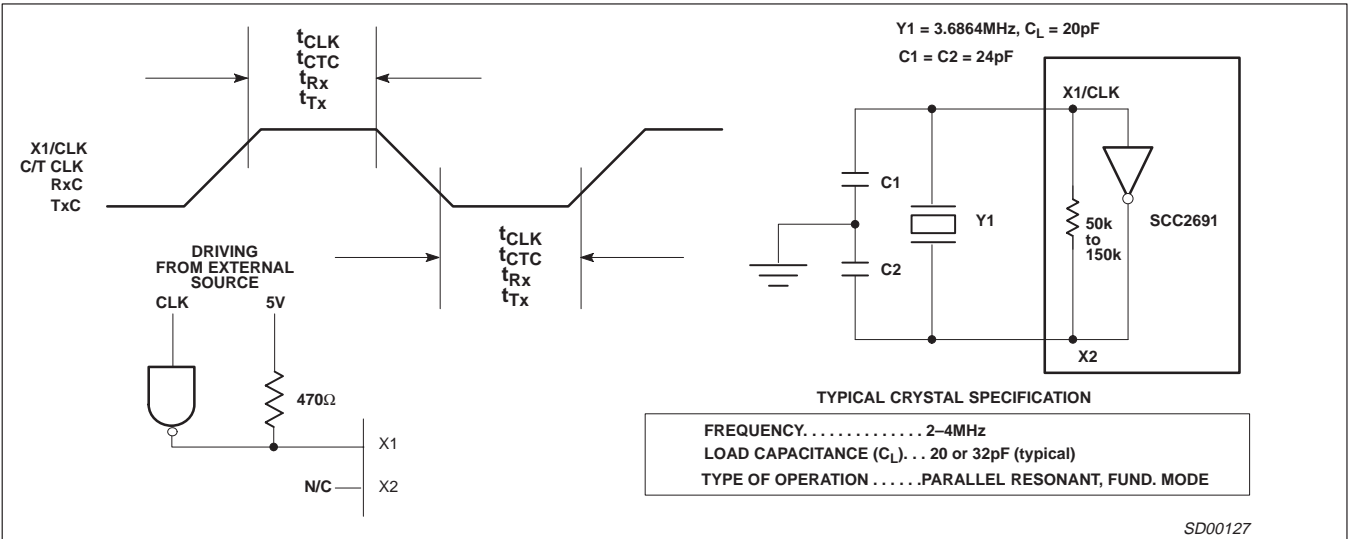 tCLK
tCTC
tRx
tTx
X1/CLK
C/T CLK
RxC
TxC
tCLK
tCTC
tRx
tTx
DRIVING
FROM EXTERNAL
SOURCE
CLK
5V
470Ω
X1
N/C
X2
Y1 = 3.6864MHz, CL = 20pF
C1 = C2 = 24pF
X1/CLK
C1
Y1
C2
50k
to
150k
SCC2691
X2
TYPICAL CRYSTAL SPECIFICATION
FREQUENCY. . . . . . . . . . . . . . 2–4MHz
LOAD CAPACITANCE (CL). . . 20 or 32pF (typical)
TYPE OF OPERATION . . . . . .PARALLEL RESONANT, FUND. MODE
SD00127